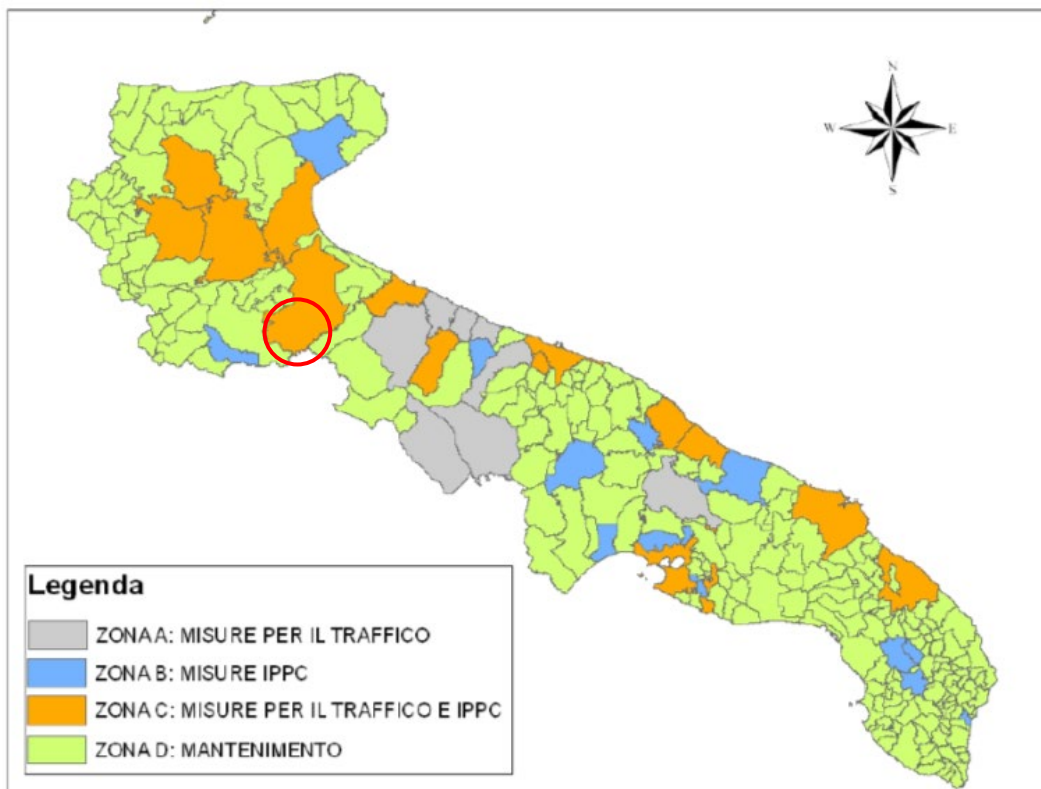 N
W E
S
Legenda
ZONA A: MISURE PER IL TRAFFICO
ZONA B: MISURE IPPC
ZONA C: MISURE PER IL TRAFFICO E IPPC
ZONA D: MANTENIMENTO